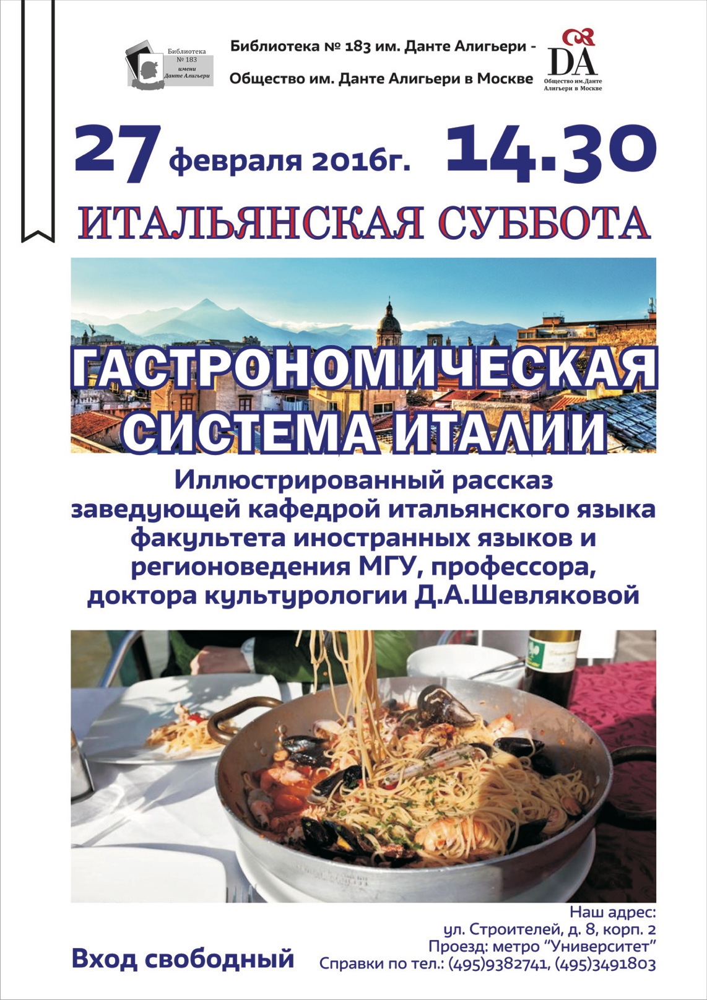 Библиотека
№ 183
имени
Данте Алигьери
Библиотека № 183 им. Данте Алигьери -
Общество им. Данте Алигьери в Москве
DA
Общество им.Данте
Алигьери в Москве
27 февраля 2016г. 14.30
ИТАЛЬЯНСКАЯ СУББОТА
ГАСТРОНОМИЧЕСКАЯ
СИСТЕМА ИТАЛИИ
Иллюстрированный рассказ
заведующей кафедрой итальянского языка
факультета иностранных языков и
регионоведения МГУ, профессора,
доктора культурологии Д.А.Шевляковой
Наш адрес:
ул. Строителей, д. 8, корп. 2
Проезд: метро “Университет”
Вход свободный
Справки по тел.: (495)9382741, (495)3491803